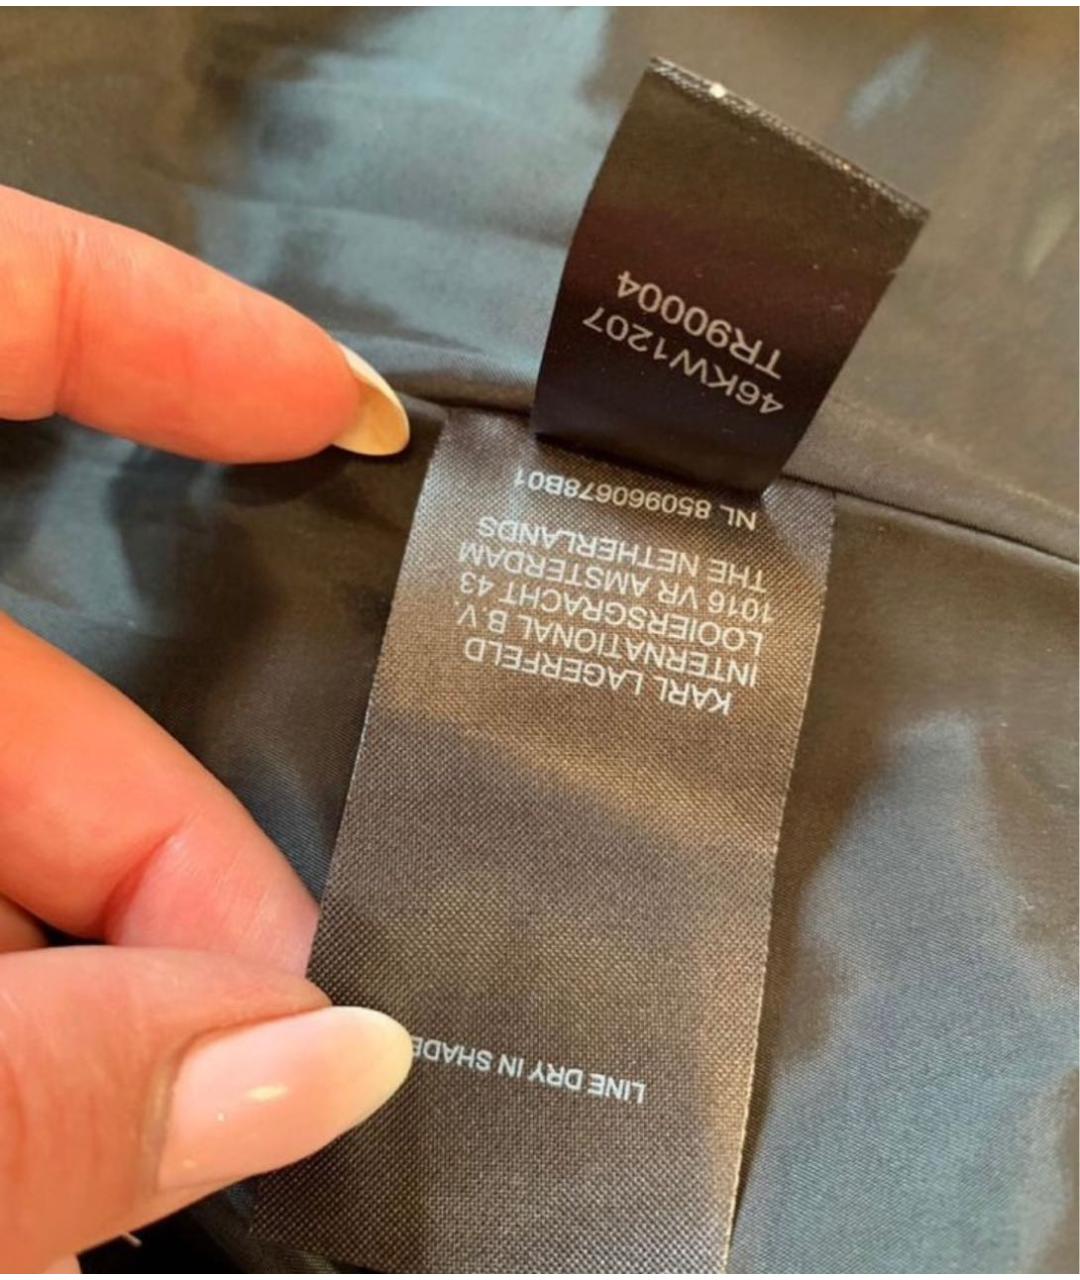 46KW1207
TR90004
LINE DRY IN SHADE
KARL LAGERFELD
INTERNATIONAL B.V.
LOOIERSGRACHT 43
1016 VR AMSTERDAM
THE NETHERLANDS
NL 850960678B01